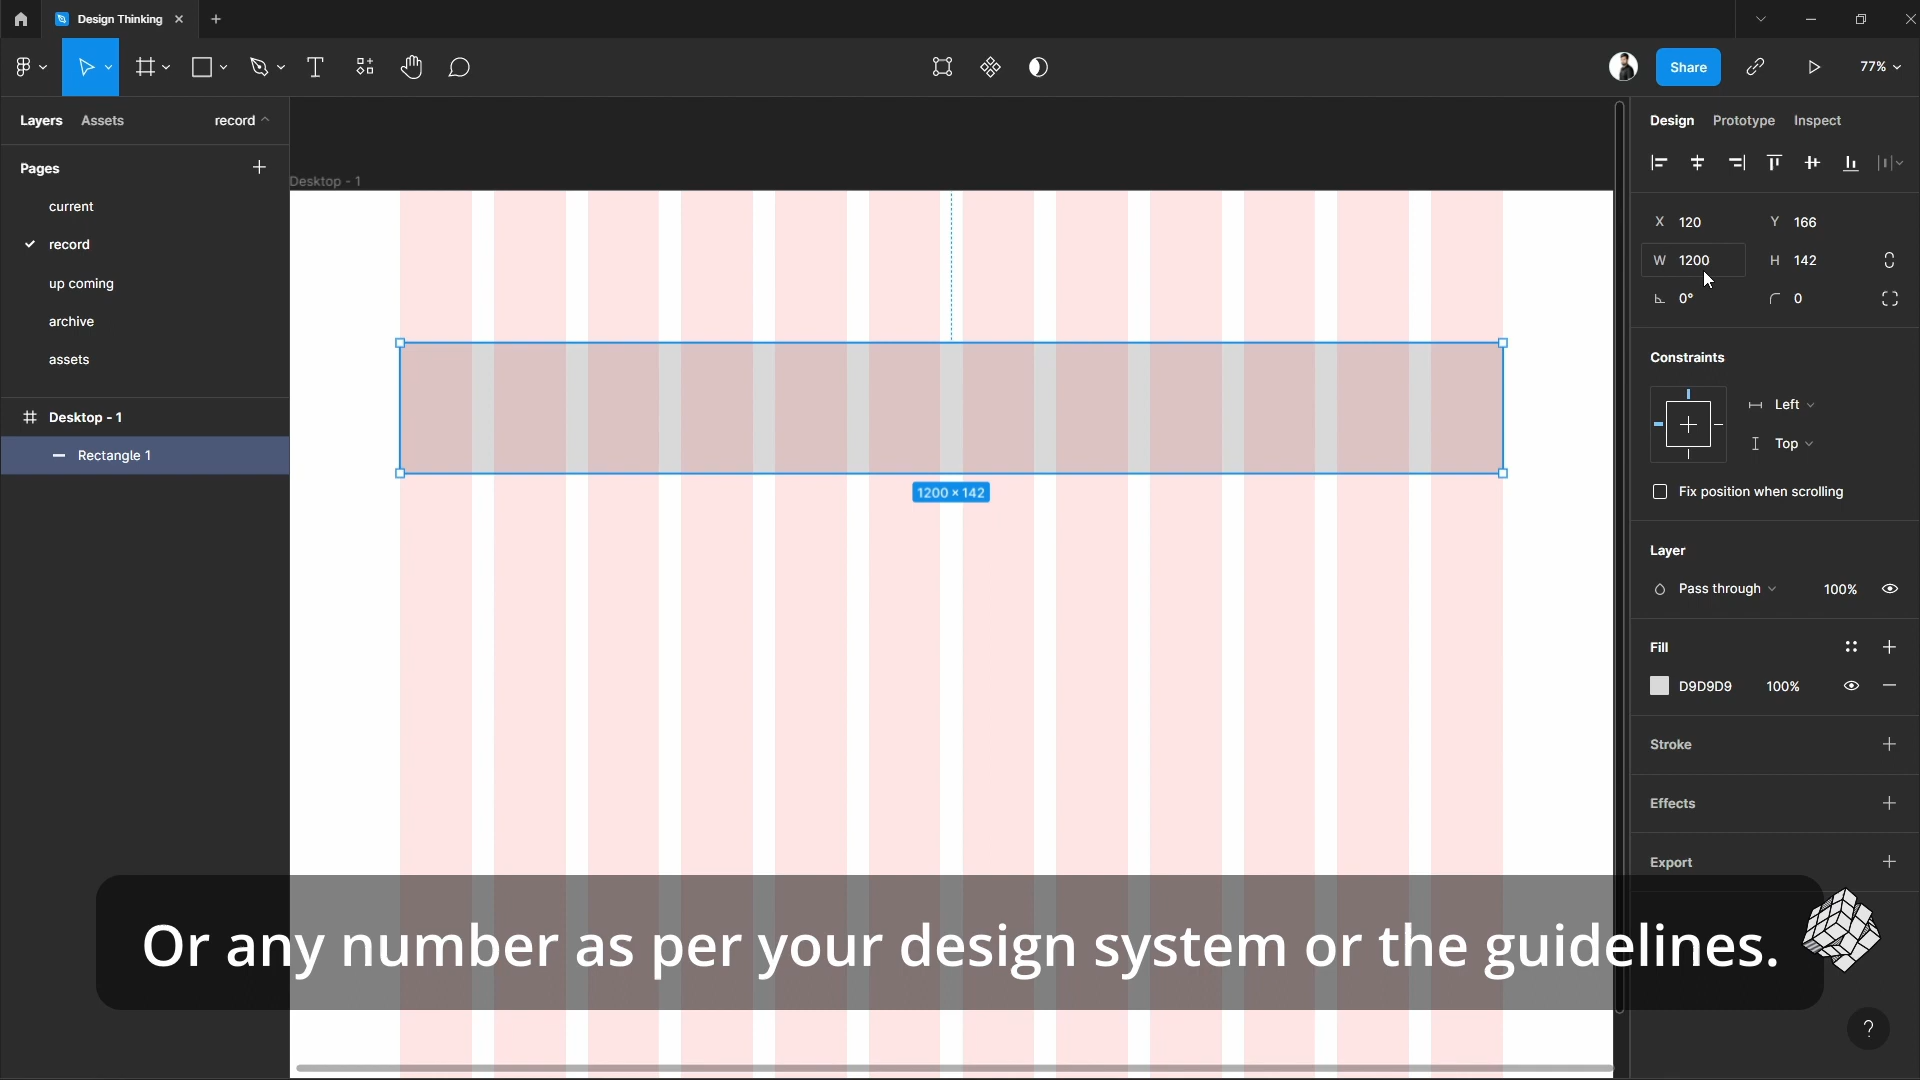 Design Thinking
Share
77%
Layers Assets record
Design Prototype Inspect
Pages
current
record
up coming
archive
assets
Desktop - 1
Rectangle 1
Desktop - 1
1200 × 142
X 120 Y 166
W 1200 H 142
0° 0
Constraints
Left
Top
Fix position when scrolling
Layer
Pass through 100%
Fill
D9D9D9 100%
Stroke
Effects
Export
Or any number as per your design system or the guidelines.
?